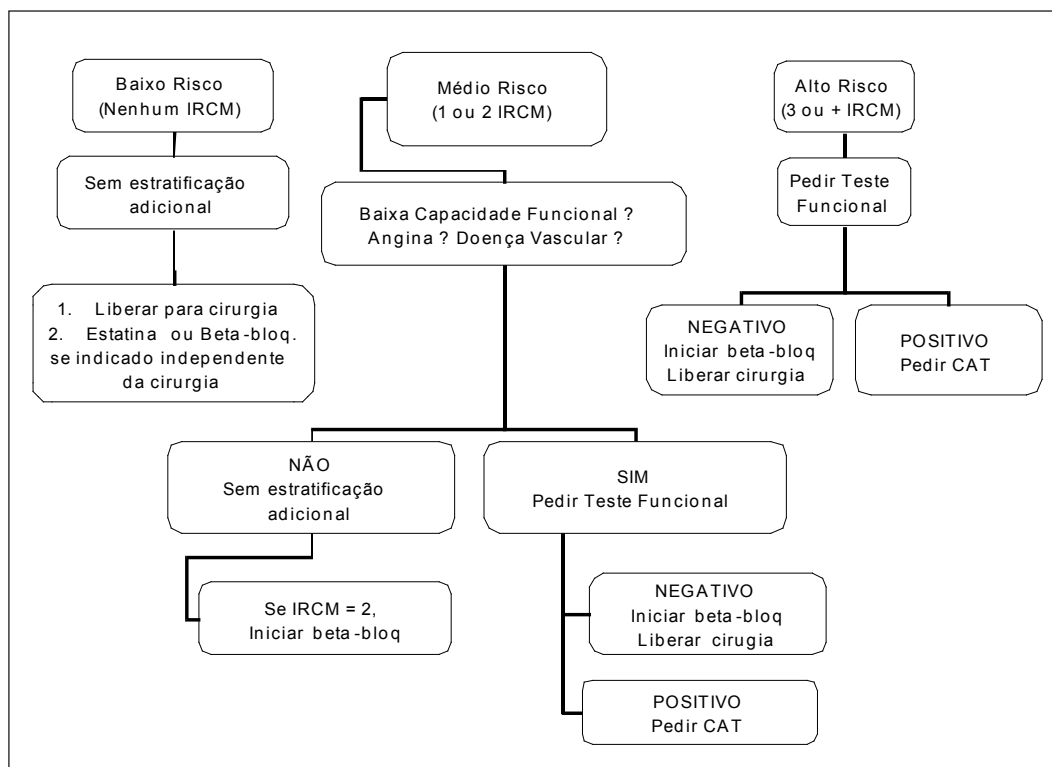 Baixo Risco
(Nenhum IRCM)
Sem estratificação
adicional
1. Liberar para cirurgia
2. Estatina ou Beta-bloq.
se indicado independente
da cirurgia
Médio Risco
(1 ou 2 IRCM)
Baixa Capacidade Funcional ?
Angina ? Doença Vascular ?
NÃO
Sem estratificação
adicional
Se IRCM = 2,
Iniciar beta-bloq
SIM
Pedir Teste Funcional
NEGATIVO
Iniciar beta-bloq
Liberar cirugia
POSITIVO
Pedir CAT
Alto Risco
(3 ou + IRCM)
Pedir Teste
Funcional
NEGATIVO
Iniciar beta-bloq
Liberar cirurgia
POSITIVO
Pedir CAT